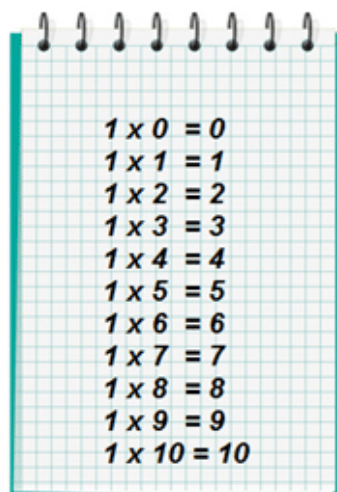 1 x 0 = 0
1 x 1 = 1
1 x 2 = 2
1 x 3 = 3
1 x 4 = 4
1 x 5 = 5
1 x 6 = 6
1 x 7 = 7
1 x 8 = 8
1 x 9 = 9
1 x 10 = 10